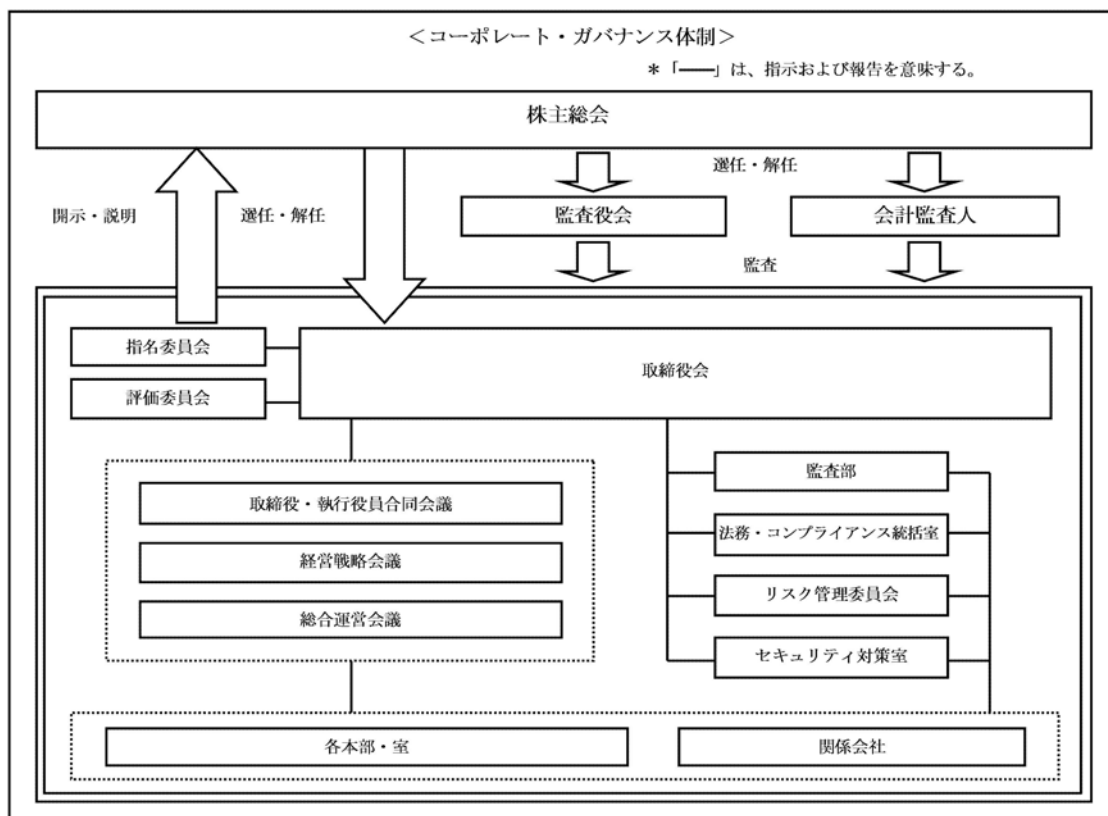 <コーポレート・ガバナンス体制>
*「――」は、指示および報告を意味する。
株主総会
選任・解任
開示・説明
選任・解任
監査役会
会計監査人
監査
指名委員会
評価委員会
取締役会
取締役・執行役員合同会議
経営戦略会議
総合運営会議
監査部
法務・コンプライアンス統括室
リスク管理委員会
セキュリティ対策室
各本部・室
関係会社